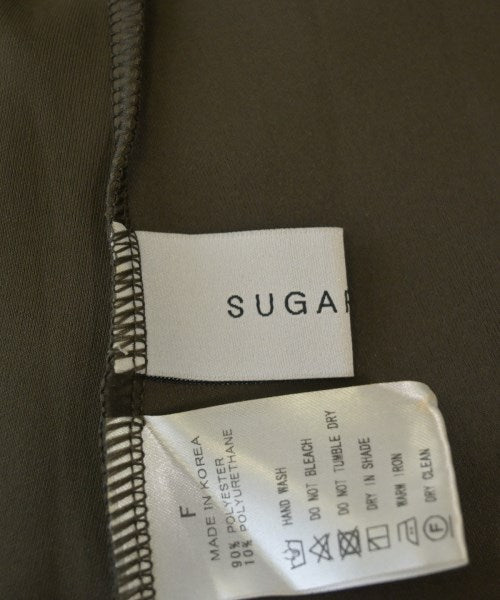 SUGAR
F
MADE IN KOREA
90% POLYESTER
10% POLYURETHANE
HAND WASH
DO NOT BLEACH
DO NOT TUMBLE DRY
DRY IN SHADE
WARM IRON
DRY CLEAN
F